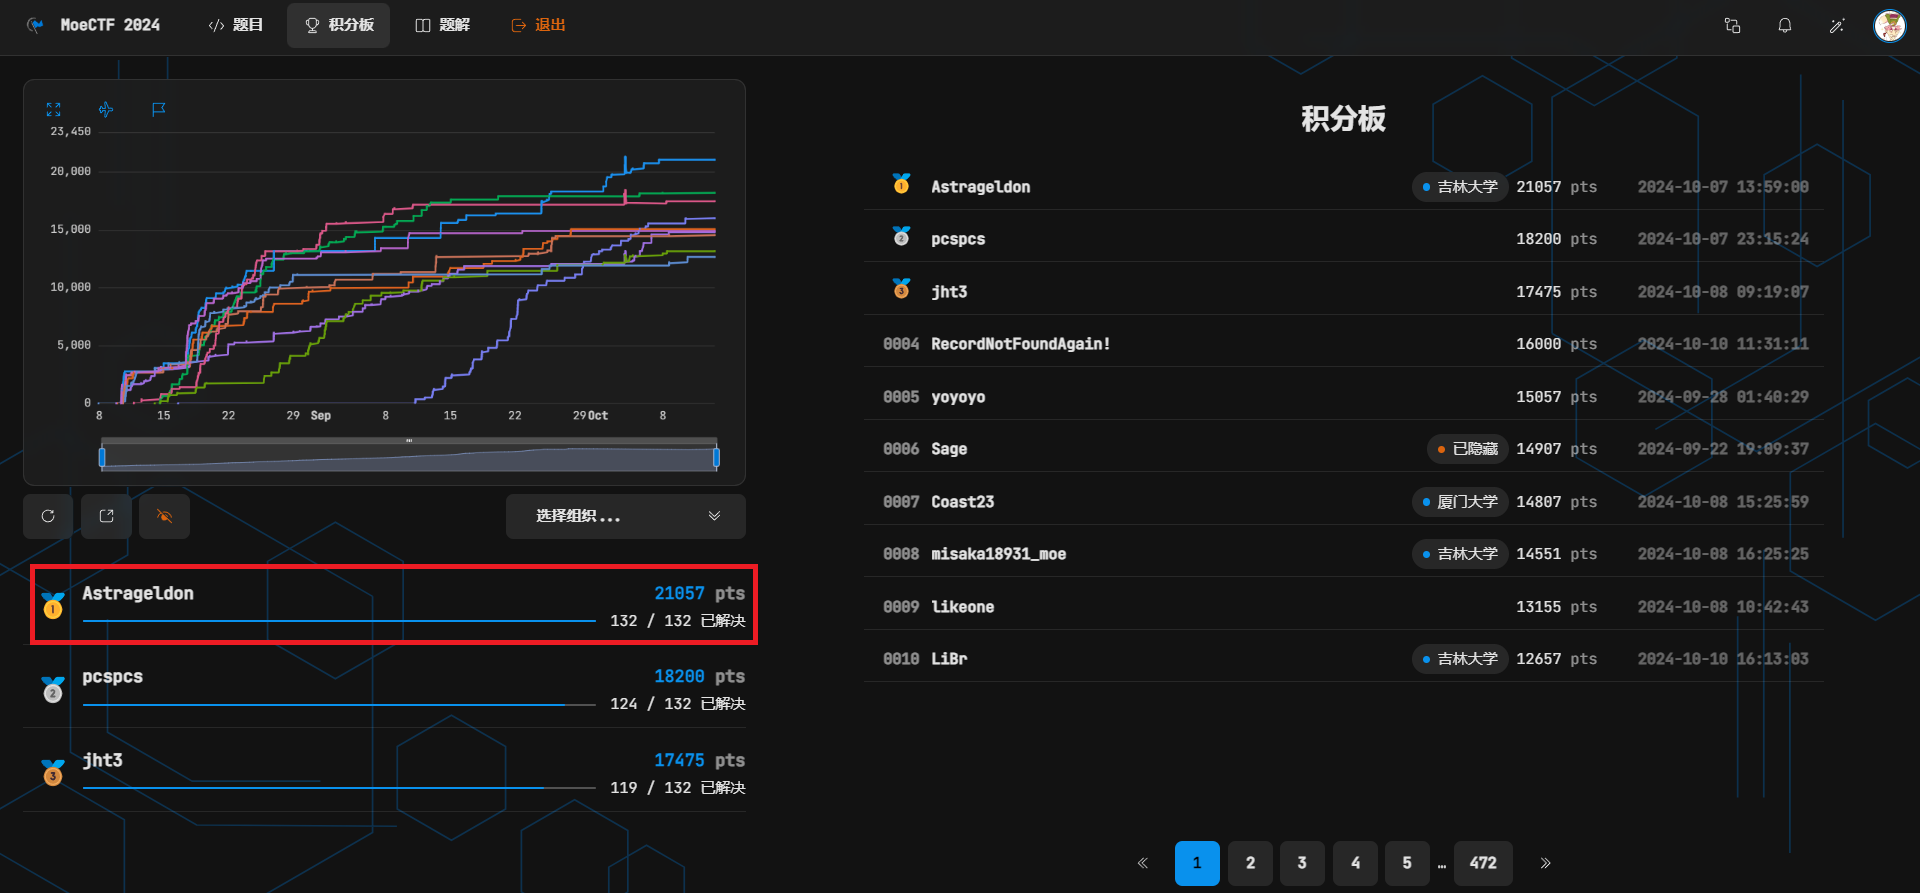 MoeCTF 2024 题目 积分板 题解 退出
23,450
20,000
15,000
10,000
5,000
0
8 15 22 29 Sep 8 15 22 29 Oct 8
选择组织...
1 Astrageldon 21057 pts
132 / 132 已解决
2 pcspcs 18200 pts
124 / 132 已解决
3 jht3 17475 pts
119 / 132 已解决
积分板
1 Astrageldon 吉林大学 21057 pts 2024-10-07 13:59:00
2 pcspcs 18200 pts 2024-10-07 23:15:24
3 jht3 17475 pts 2024-10-08 09:19:07
0004 RecordNotFoundAgain! 16000 pts 2024-10-10 11:31:11
0005 yoyoyo 15057 pts 2024-09-28 01:40:29
0006 Sage 已隐藏 14907 pts 2024-09-22 19:09:37
0007 Coast23 厦门大学 14807 pts 2024-10-08 15:25:59
0008 misaka18931_moe 吉林大学 14551 pts 2024-10-08 16:25:25
0009 likeone 13155 pts 2024-10-08 10:42:43
0010 LiBr 吉林大学 12657 pts 2024-10-10 16:13:03
« 1 2 3 4 5 … 472 »